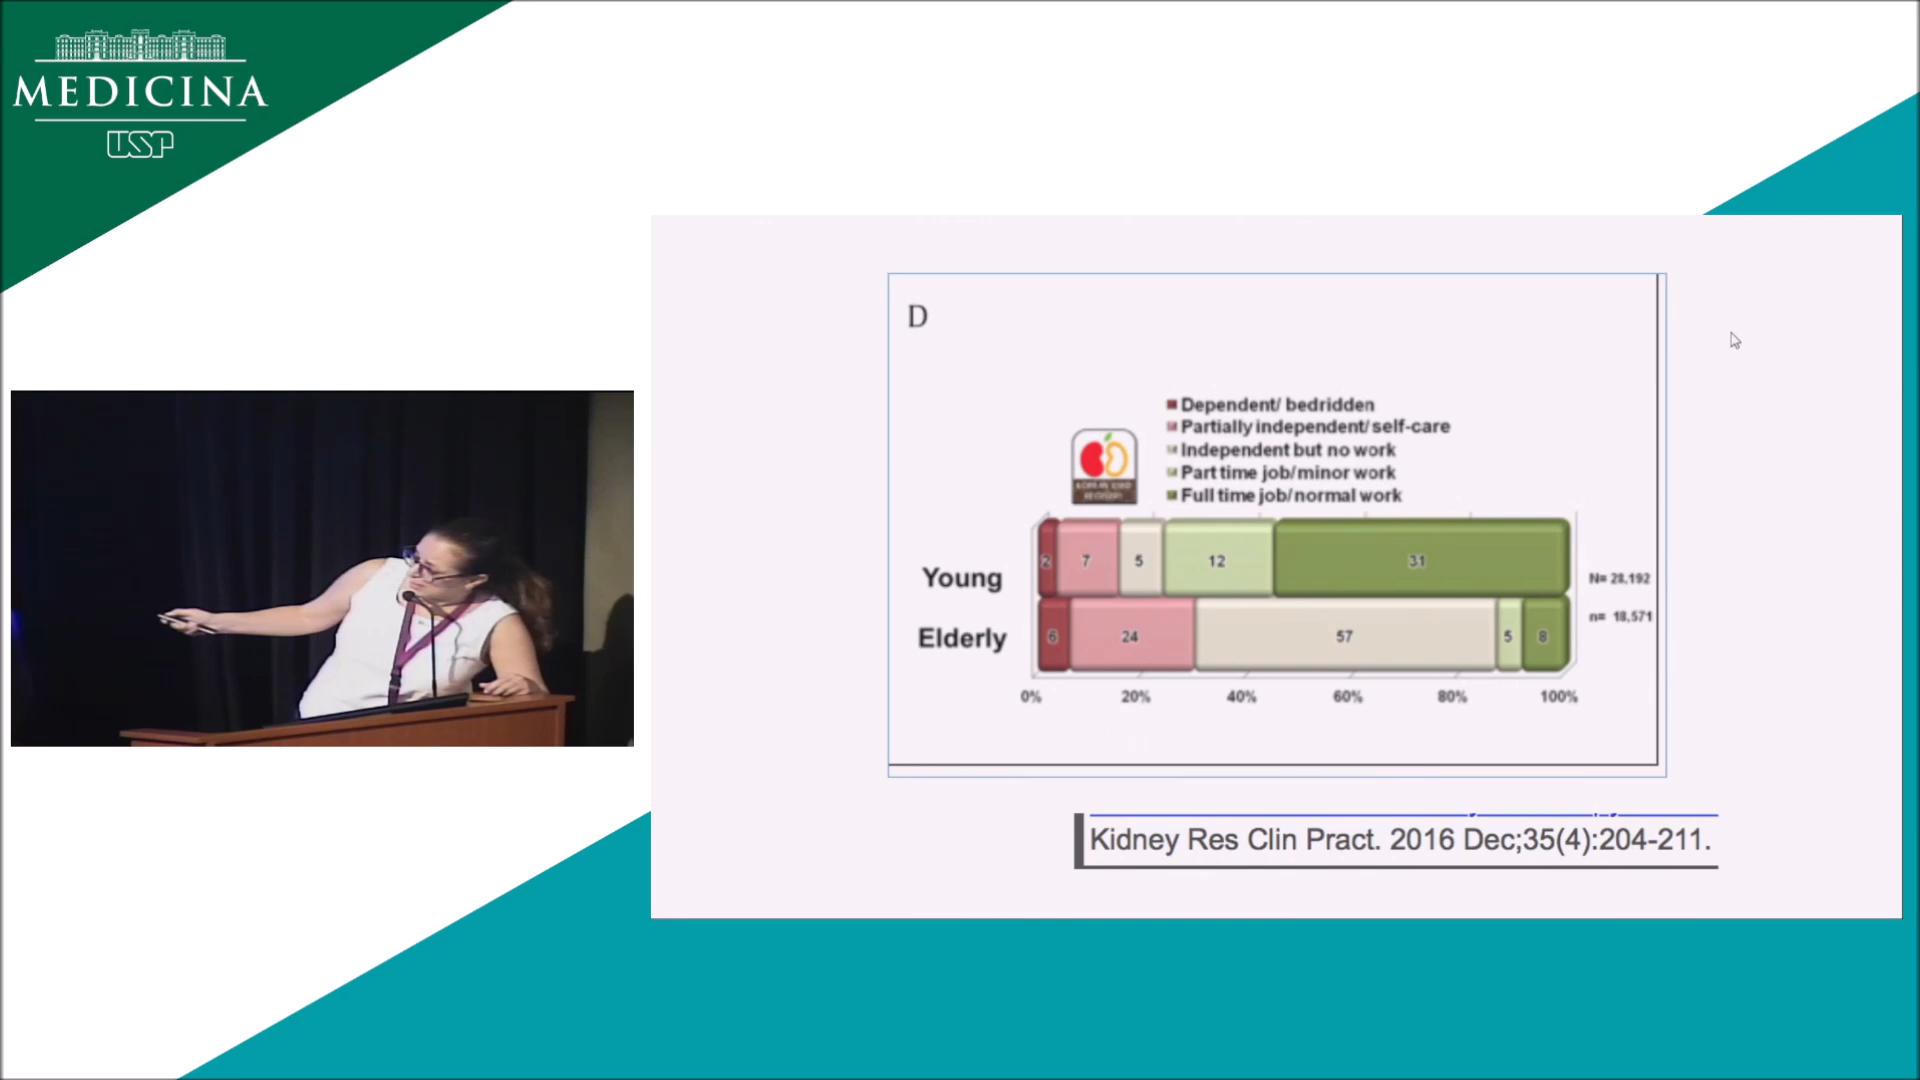 MEDICINA
USP
D
Dependent/ bedridden
Partially independent/ self-care
Independent but no work
Part time job/minor work
Full time job/normal work
Young
2 7 5 12 31
N= 28,192
Elderly
6 24 57 5 8
n= 18,571
0% 20% 40% 60% 80% 100%
Kidney Res Clin Pract. 2016 Dec;35(4):204-211.